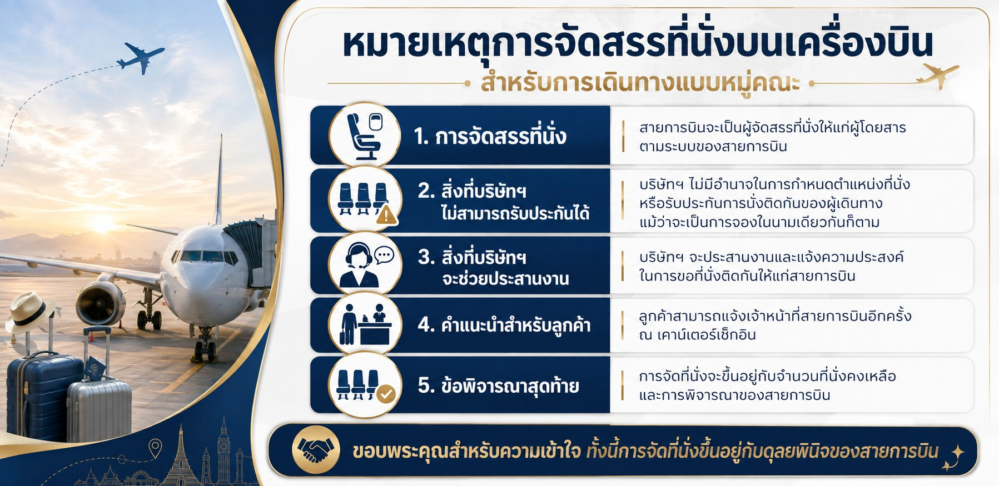 หมายเหตุการจัดสรรที่นั่งบนเครื่องบิน
สำหรับการเดินทางแบบหมู่คณะ
1. การจัดสรรที่นั่ง
สายการบินจะเป็นผู้จัดสรรที่นั่งให้แก่ผู้โดยสาร
ตามระบบของสายการบิน
2. สิ่งที่บริษัทฯ
ไม่สามารถรับประกันได้
บริษัทฯ ไม่มีอำนาจในการกำหนดตำแหน่งที่นั่ง
หรือรับประกันการนั่งติดกันของผู้เดินทาง
แม้ว่าจะเป็นการจองในนามเดียวกันก็ตาม
3. สิ่งที่บริษัทฯ
จะช่วยประสานงาน
บริษัทฯ จะประสานงานและแจ้งความประสงค์
ในการขอที่นั่งติดกันให้แก่สายการบิน
4. คำแนะนำสำหรับลูกค้า
ลูกค้าสามารถแจ้งเจ้าหน้าที่สายการบินอีกครั้ง
ณ เคาน์เตอร์เช็กอิน
5. ข้อพิจารณาสุดท้าย
การจัดที่นั่งจะขึ้นอยู่กับจำนวนที่นั่งคงเหลือ
และการพิจารณาของสายการบิน
ขอบพระคุณสำหรับความเข้าใจ ทั้งนี้การจัดที่นั่งขึ้นอยู่กับดุลยพินิจของสายการบิน